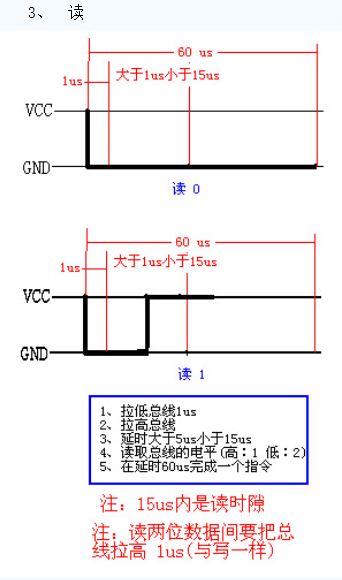 3、 读
60 us
1us
大于1us小于15us
VCC
GND
读 0
60 us
1us
大于1us小于15us
VCC
GND
读 1
1、拉低总线1us
2、拉高总线
3、延时大于5us小于15us
4、读取总线的电平(高：1 低：2)
5、在延时60us完成一个指令
注：15us内是读时隙
注：读两位数据间要把总
线拉高 1us(与写一样)